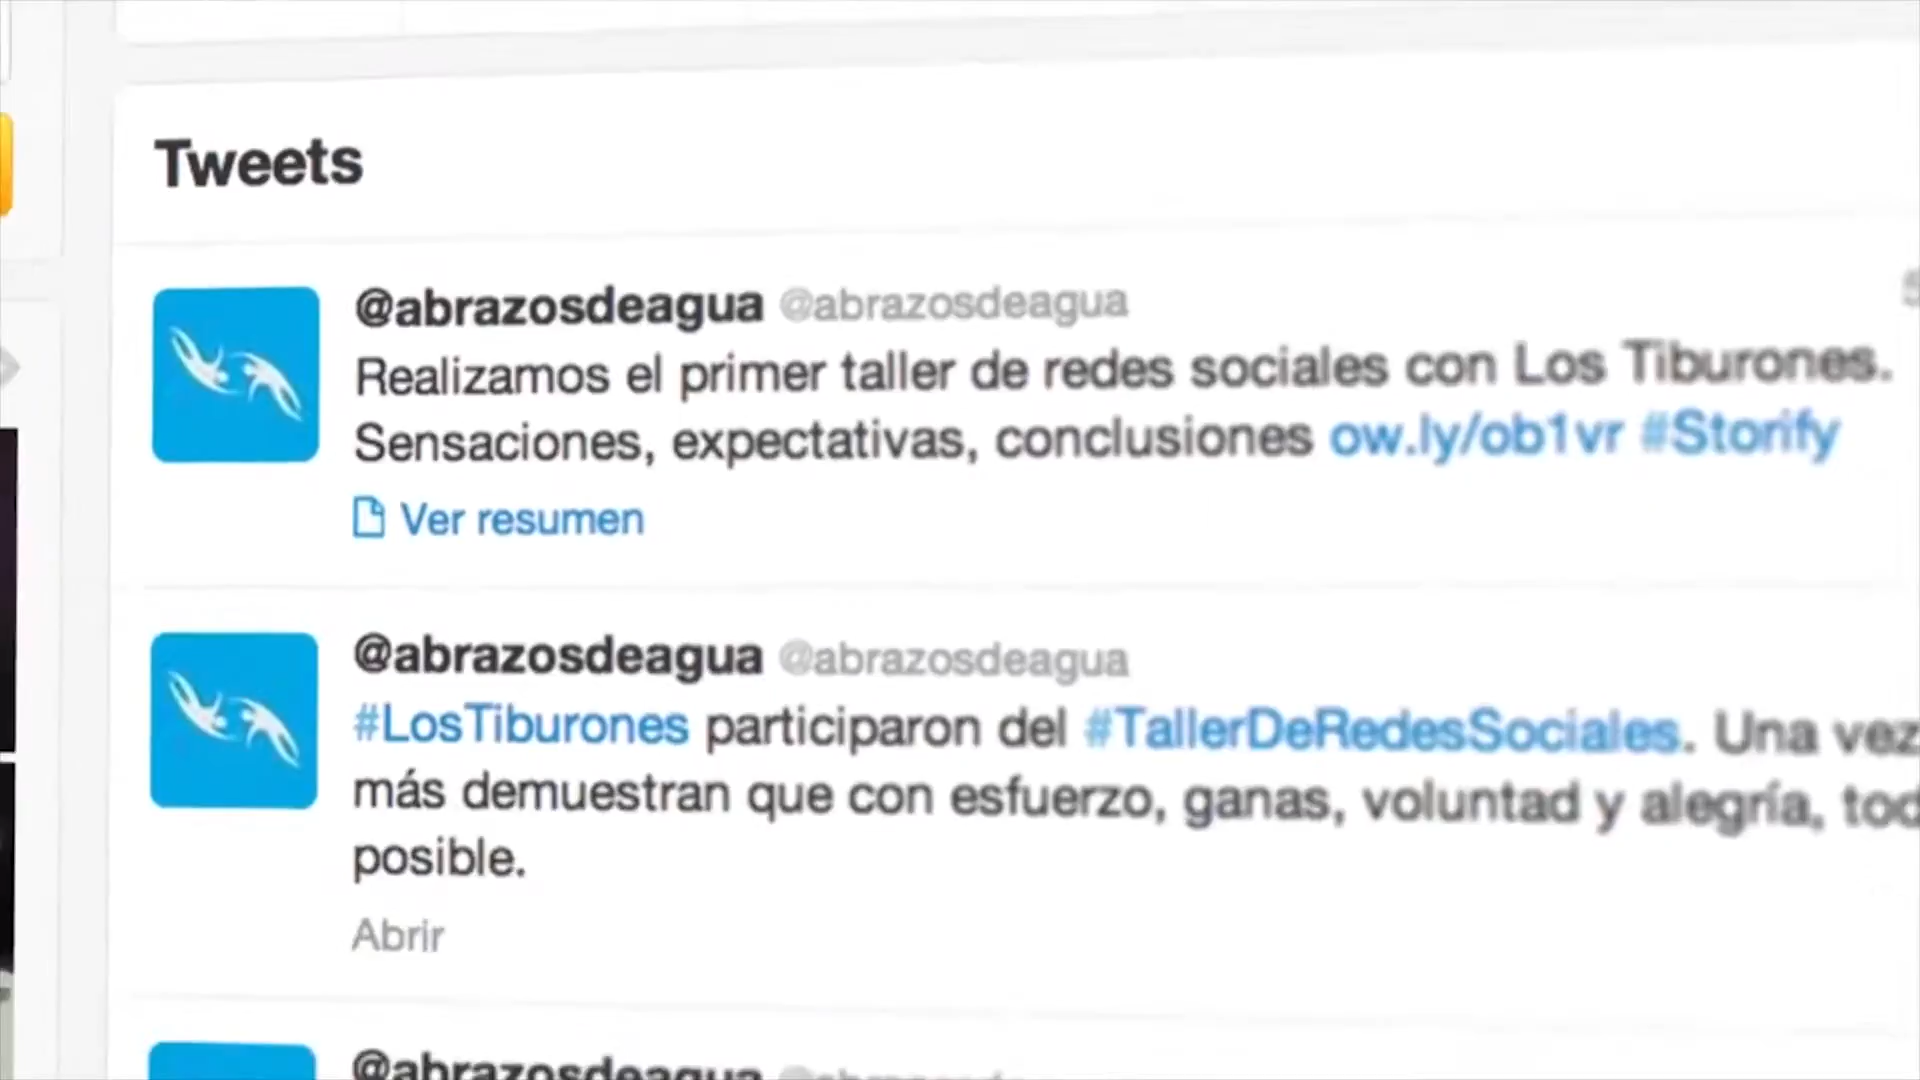 Tweets
@abrazosdeagua @abrazosdeagua
Realizamos el primer taller de redes sociales con Los Tiburones.
Sensaciones, expectativas, conclusiones ow.ly/ob1vr #Storify
Ver resumen
@abrazosdeagua @abrazosdeagua
#LosTiburones participaron del #TallerDeRedesSociales. Una vez
más demuestran que con esfuerzo, ganas, voluntad y alegría, tod
posible.
Abrir
@abrazosdeagua